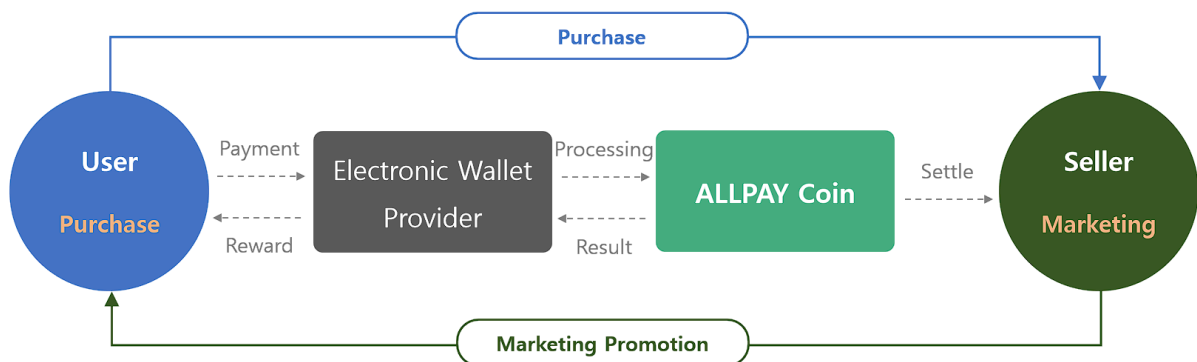 Purchase
User
Purchase
Payment
Reward
Electronic Wallet
Provider
Processing
Result
ALLPAY Coin
Settle
Seller
Marketing
Marketing Promotion